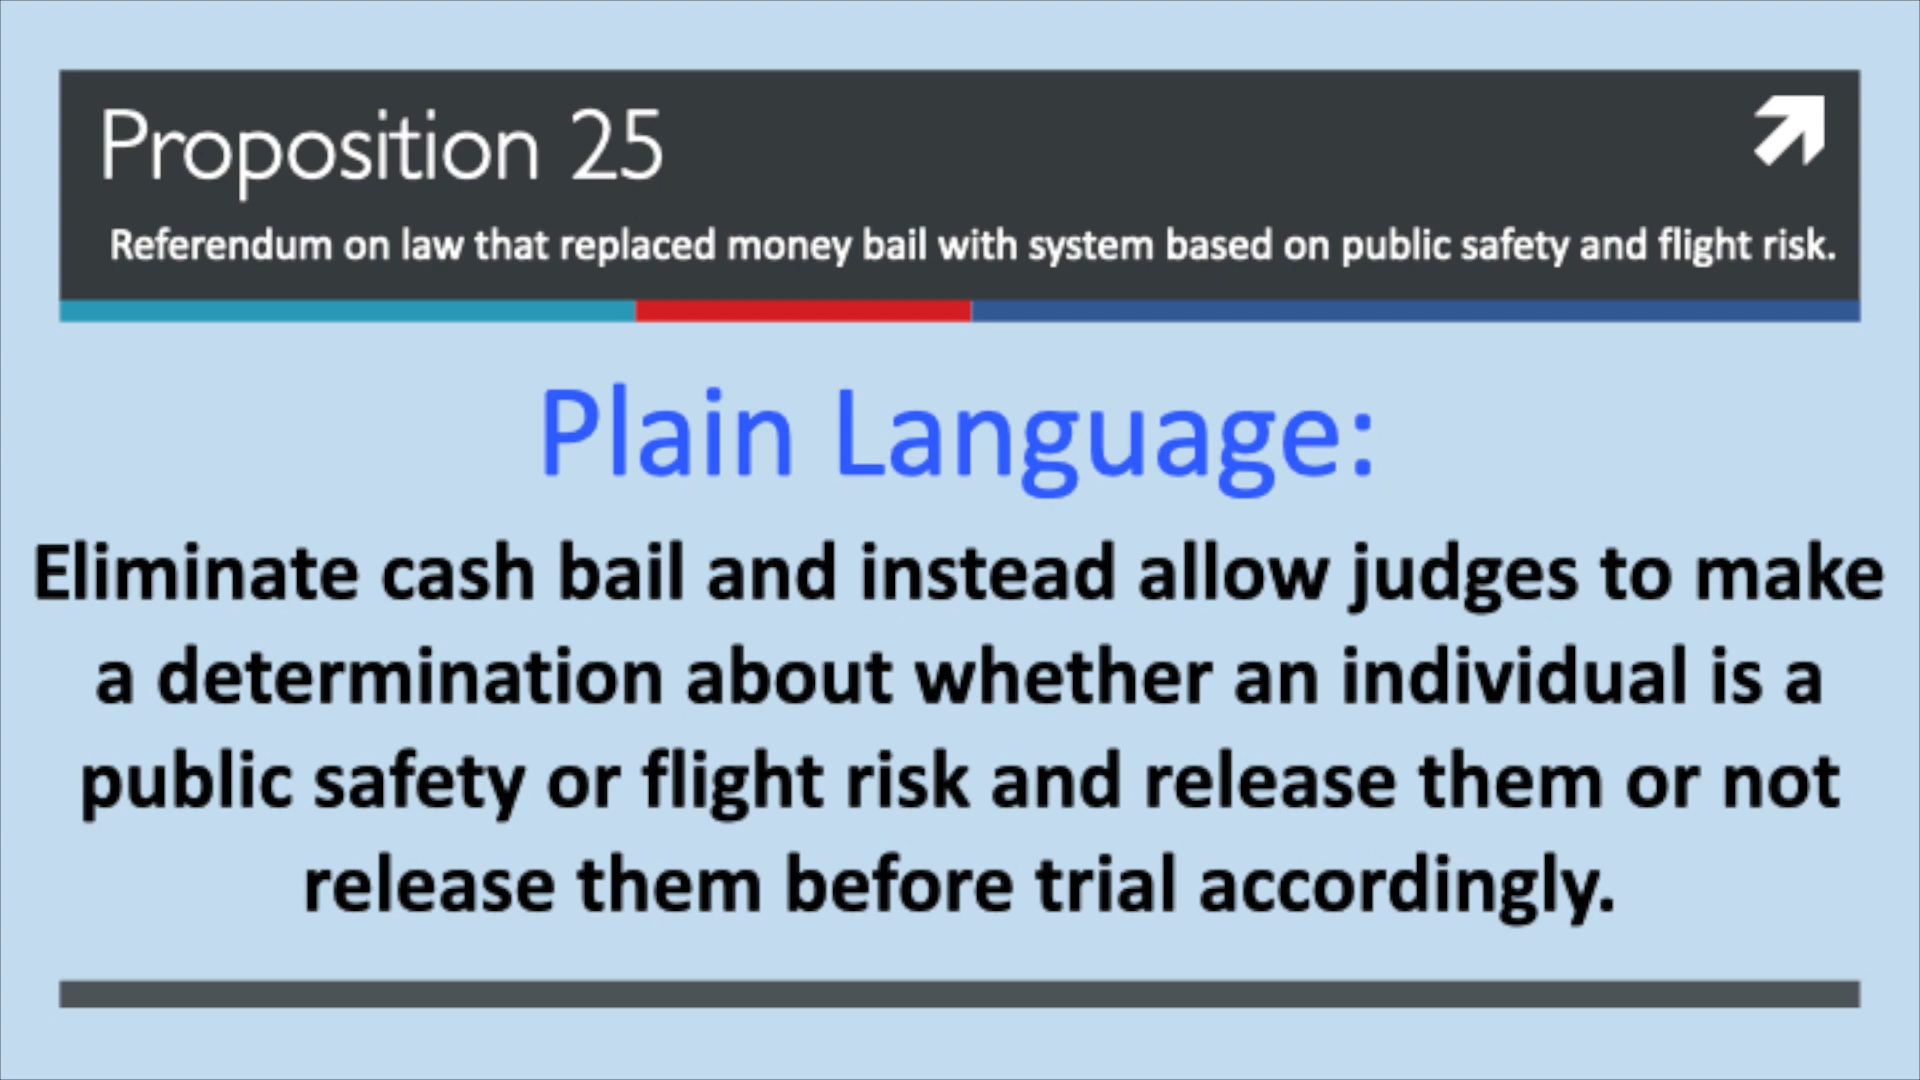 Proposition 25
Referendum on law that replaced money bail with system based on public safety and flight risk.
Plain Language:
Eliminate cash bail and instead allow judges to make
a determination about whether an individual is a
public safety or flight risk and release them or not
release them before trial accordingly.